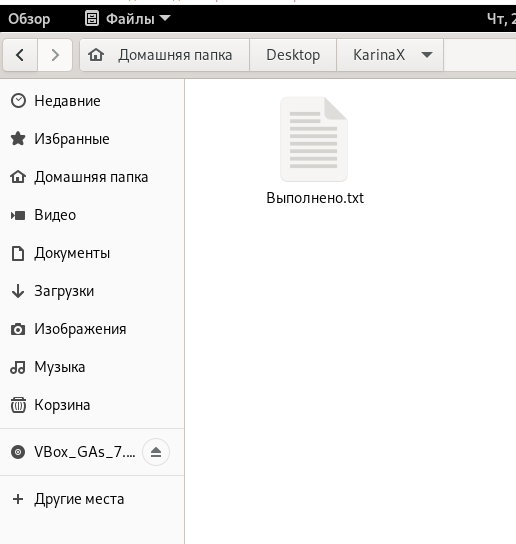 Обзор Файлы Чт, 2
Домашняя папка Desktop KarinaX
Недавние
Избранные
Домашняя папка
Видео
Документы
Загрузки
Изображения
Музыка
Корзина
VBox_GAs_7....
Другие места
Выполнено.txt